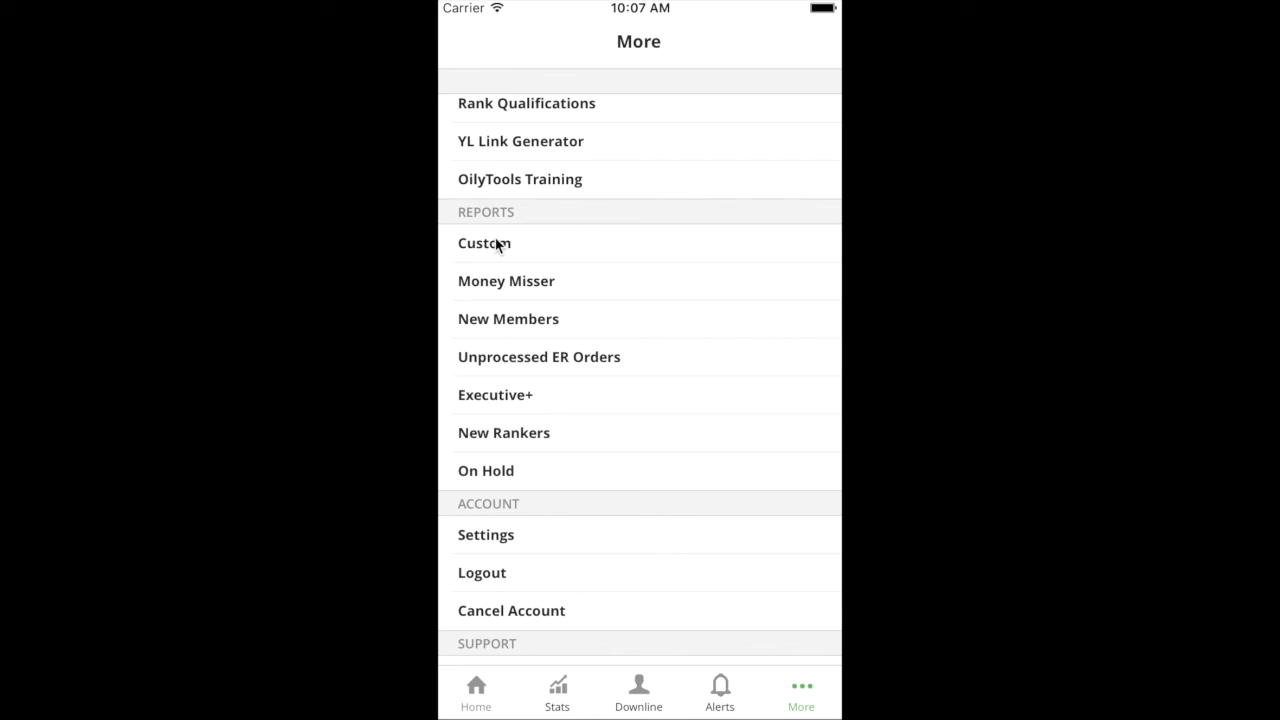 Carrier 10:07 AM
More
Rank Qualifications
YL Link Generator
OilyTools Training
REPORTS
Custom
Money Misser
New Members
Unprocessed ER Orders
Executive+
New Rankers
On Hold
ACCOUNT
Settings
Logout
Cancel Account
SUPPORT
Home Stats Downline Alerts More